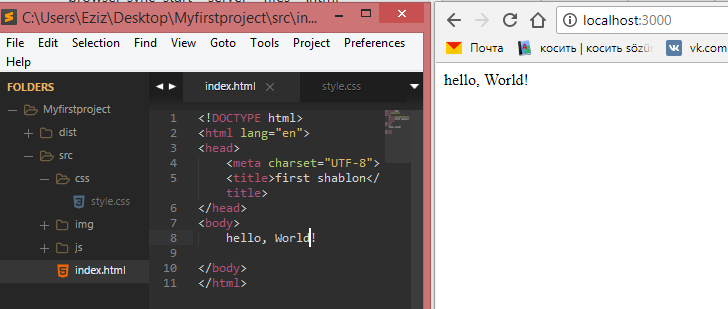 C:\Users\Eziz\Desktop\Myfirstproject\src\in...
File Edit Selection Find View Goto Tools Project Preferences
Help
FOLDERS
Myfirstproject
dist
src
css
style.css
img
js
index.html
index.html style.css
1 <!DOCTYPE html>
2 <html lang="en">
3 <head>
4 <meta charset="UTF-8">
5 <title>first shablon</
title>
6 </head>
7 <body>
8 hello, World!
9
10 </body>
11 </html>
localhost:3000
Почта косить | косить sözü vk.com
hello, World!